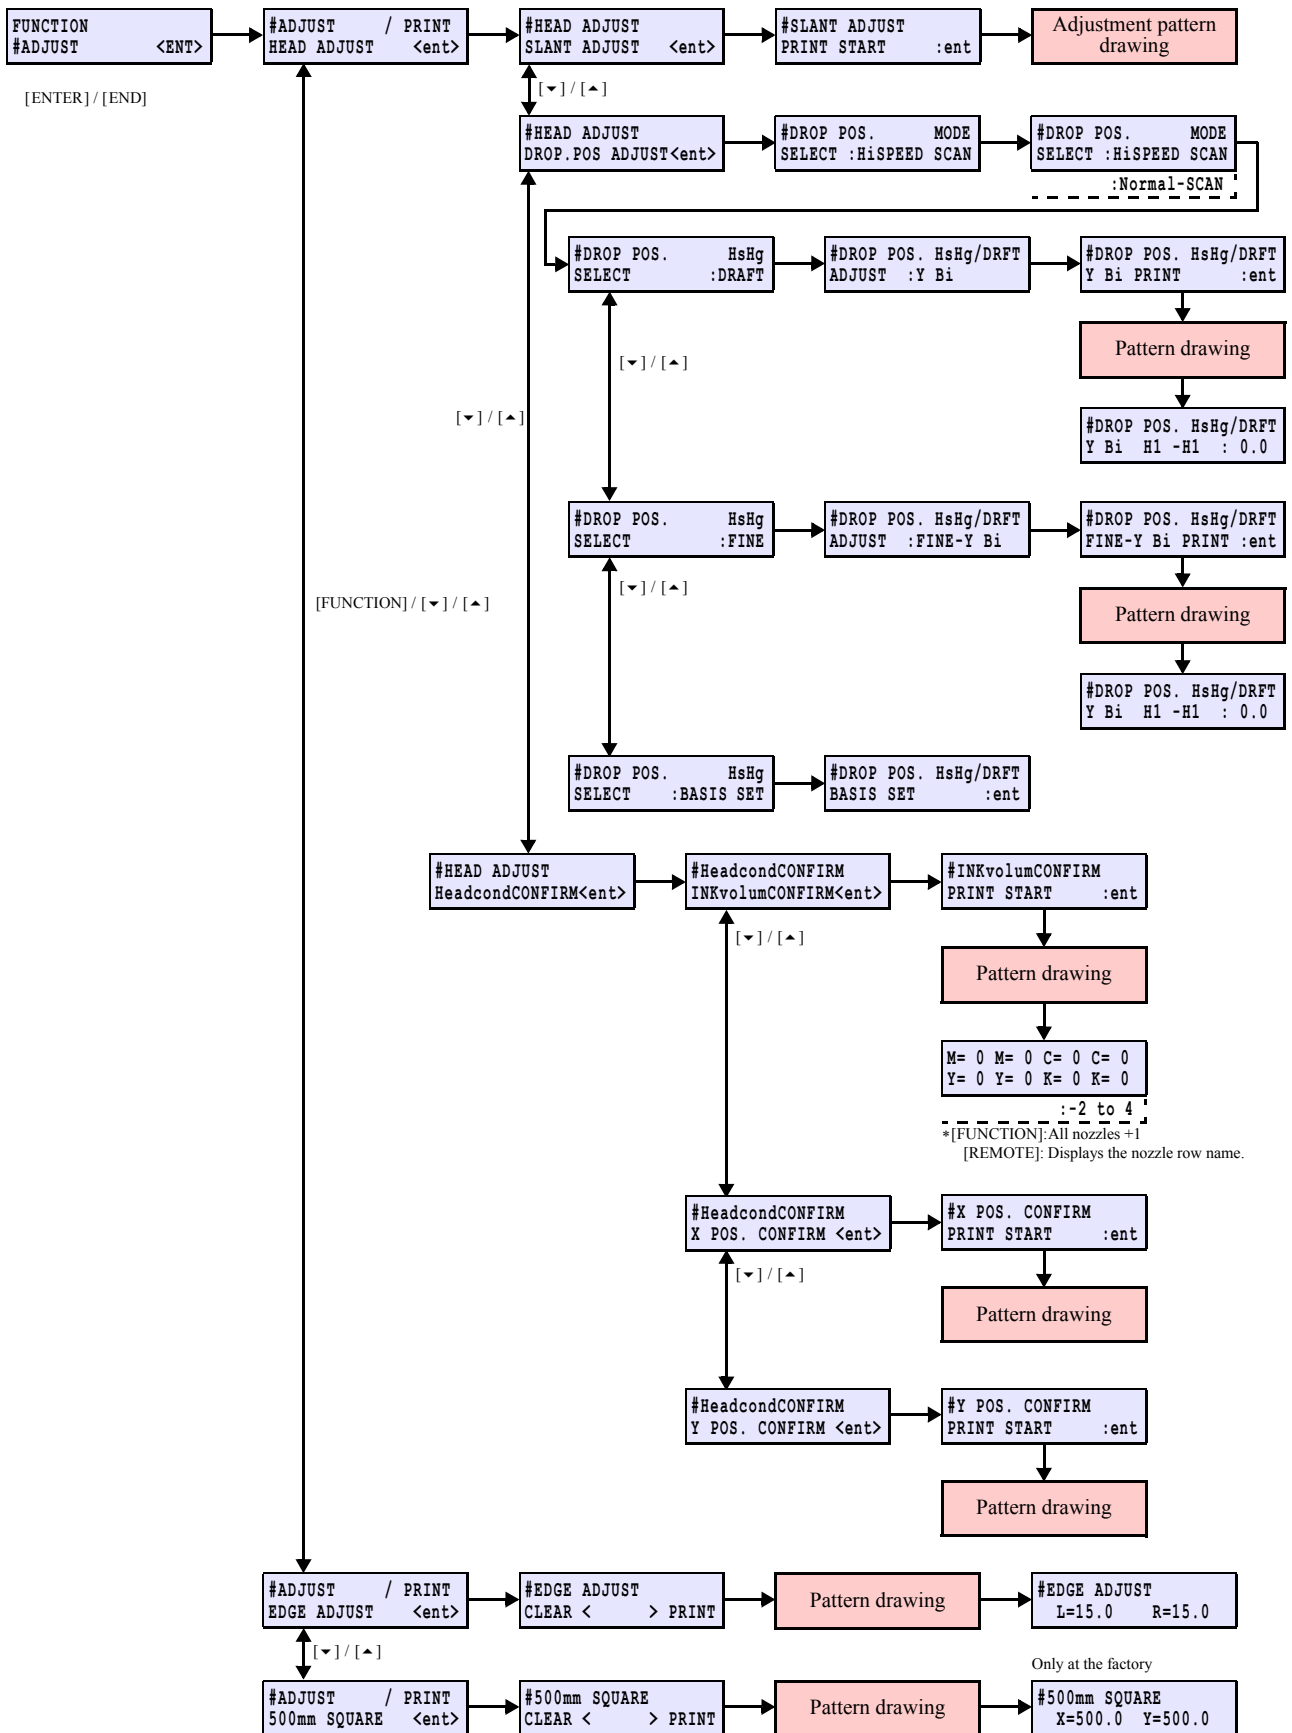 FUNCTION
#ADJUST <ENT>
#ADJUST / PRINT
HEAD ADJUST <ent>
#HEAD ADJUST
SLANT ADJUST <ent>
#SLANT ADJUST
PRINT START :ent
Adjustment pattern
drawing
[ENTER] / [END]
[▼] / [▲]
#HEAD ADJUST
DROP.POS ADJUST<ent>
#DROP POS. MODE
SELECT :HiSPEED SCAN
#DROP POS. MODE
SELECT :HiSPEED SCAN
:Normal-SCAN
#DROP POS. HsHg
SELECT :DRAFT
#DROP POS. HsHg/DRFT
ADJUST :Y Bi
#DROP POS. HsHg/DRFT
Y Bi PRINT :ent
Pattern drawing
#DROP POS. HsHg/DRFT
Y Bi H1 -H1 : 0.0
[▼] / [▲]
[▼] / [▲]
#DROP POS. HsHg
SELECT :FINE
#DROP POS. HsHg/DRFT
ADJUST :FINE-Y Bi
#DROP POS. HsHg/DRFT
FINE-Y Bi PRINT :ent
Pattern drawing
#DROP POS. HsHg/DRFT
Y Bi H1 -H1 : 0.0
[▼] / [▲]
[FUNCTION] / [▼] / [▲]
#DROP POS. HsHg
SELECT :BASIS SET
#DROP POS. HsHg/DRFT
BASIS SET :ent
#HEAD ADJUST
HeadcondCONFIRM<ent>
#HeadcondCONFIRM
INKvolumCONFIRM<ent>
#INKvolumCONFIRM
PRINT START :ent
[▼] / [▲]
Pattern drawing
M= 0 M= 0 C= 0 C= 0
Y= 0 Y= 0 K= 0 K= 0
:-2 to 4
*[FUNCTION]:All nozzles +1
[REMOTE]: Displays the nozzle row name.
#HeadcondCONFIRM
X POS. CONFIRM <ent>
#X POS. CONFIRM
PRINT START :ent
[▼] / [▲]
Pattern drawing
#HeadcondCONFIRM
Y POS. CONFIRM <ent>
#Y POS. CONFIRM
PRINT START :ent
Pattern drawing
#ADJUST / PRINT
EDGE ADJUST <ent>
#EDGE ADJUST
CLEAR < > PRINT
Pattern drawing
#EDGE ADJUST
L=15.0 R=15.0
[▼] / [▲]
Only at the factory
#ADJUST / PRINT
500mm SQUARE <ent>
#500mm SQUARE
CLEAR < > PRINT
Pattern drawing
#500mm SQUARE
X=500.0 Y=500.0